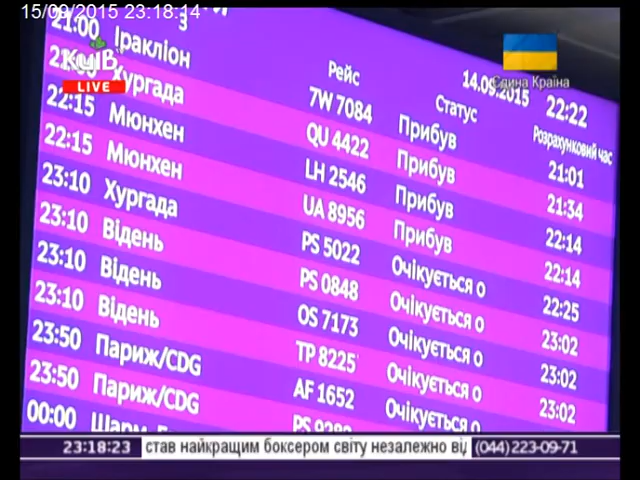 15/09/2015 23:18:14
З
Київ
LIVE
Єдина Країна
14.09.2015 22:22
Рейс Статус Розрахунковий час
21:00 Іракліон 7W 7084 Прибув 21:01
Хургада QU 4422 Прибув 21:34
22:15 Мюнхен LH 2546 Прибув 22:14
22:15 Мюнхен UA 8956 Прибув 22:14
23:10 Хургада PS 5022 Очікується о 22:25
23:10 Відень PS 0848 Очікується о 23:02
23:10 Відень OS 7173 Очікується о 23:02
23:10 Відень TP 8225 Очікується о 23:02
23:50 Париж/CDG AF 1652 Очікується о
23:50 Париж/CDG PS
00:00 Шарм
23:18:23 став найкращим боксером світу незалежно від (044) 223-09-71